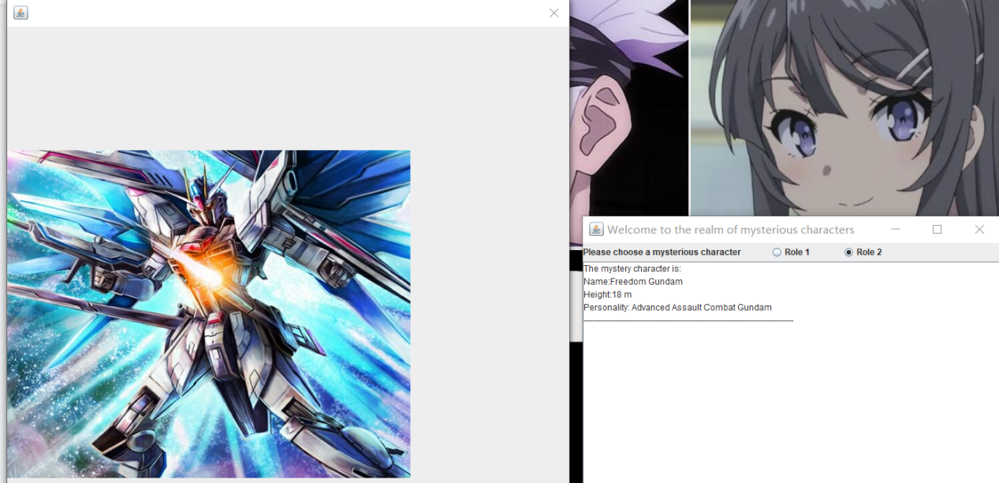 Welcome to the realm of mysterious characters
Please choose a mysterious character Role 1 Role 2
The mystery character is:
Name:Freedom Gundam
Height:18 m
Personality: Advanced Assault Combat Gundam
--------------------------------------------------------------------------